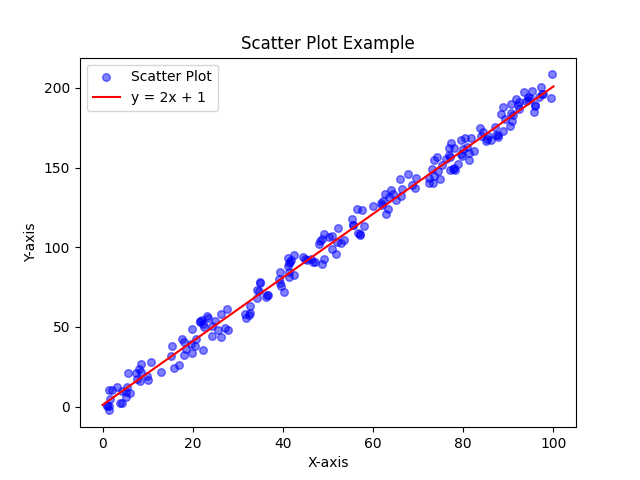 Scatter Plot Example
Scatter Plot
y = 2x + 1
Y-axis
200
150
100
50
0
0 20 40 60 80 100
X-axis